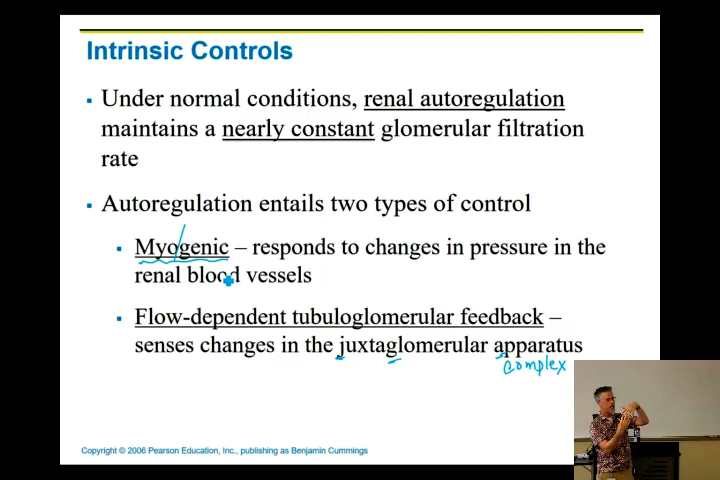 Intrinsic Controls
▪ Under normal conditions, renal autoregulation
maintains a nearly constant glomerular filtration
rate
▪ Autoregulation entails two types of control
▪ Myogenic – responds to changes in pressure in the
renal blood vessels
▪ Flow-dependent tubuloglomerular feedback –
senses changes in the juxtaglomerular apparatus
complex
Copyright © 2006 Pearson Education, Inc., publishing as Benjamin Cummings